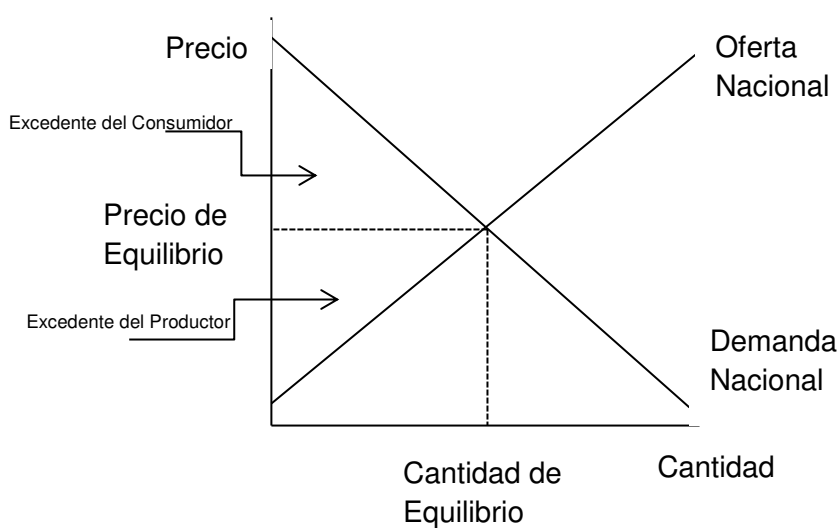 Precio
Oferta
Nacional
Excedente del Consumidor
Precio de
Equilibrio
Excedente del Productor
Demanda
Nacional
Cantidad de
Equilibrio
Cantidad